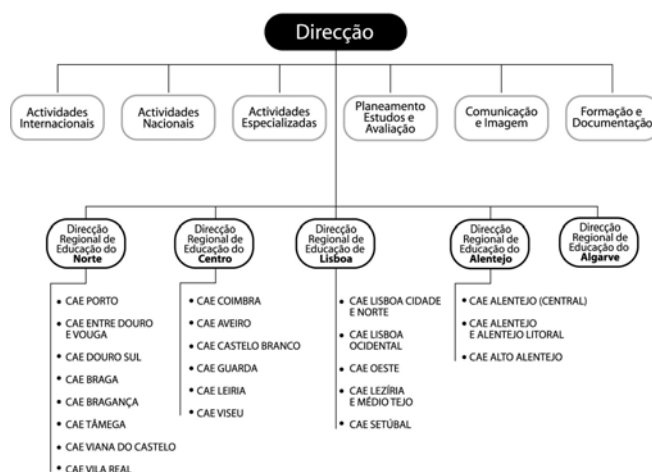 Direcção
Actividades
Internacionais
Actividades
Nacionais
Actividades
Especializadas
Planeamento
Estudos e
Avaliação
Comunicação
e Imagem
Formação e
Documentação
Direcção
Regional de
Educação do
Norte
Direcção
Regional de
Educação do
Centro
Direcção
Regional de
Educação de
Lisboa
Direcção
Regional de
Educação do
Alentejo
Direcção
Regional de
Educação do
Algarve
• CAE PORTO
• CAE ENTRE DOURO
E VOUGA
• CAE DOURO SUL
• CAE BRAGA
• CAE BRAGANÇA
• CAE TÂMEGA
• CAE VIANA DO CASTELO
• CAE VILA REAL
• CAE COIMBRA
• CAE AVEIRO
• CAE CASTELO BRANCO
• CAE GUARDA
• CAE LEIRIA
• CAE VISEU
• CAE LISBOA CIDADE
E NORTE
• CAE LISBOA
OCIDENTAL
• CAE OESTE
• CAE LEZÍRIA
E MÉDIO TEJO
• CAE SETÚBAL
• CAE ALENTEJO (CENTRAL)
• CAE ALENTEJO
E ALENTEJO LITORAL
• CAE ALTO ALENTEJO